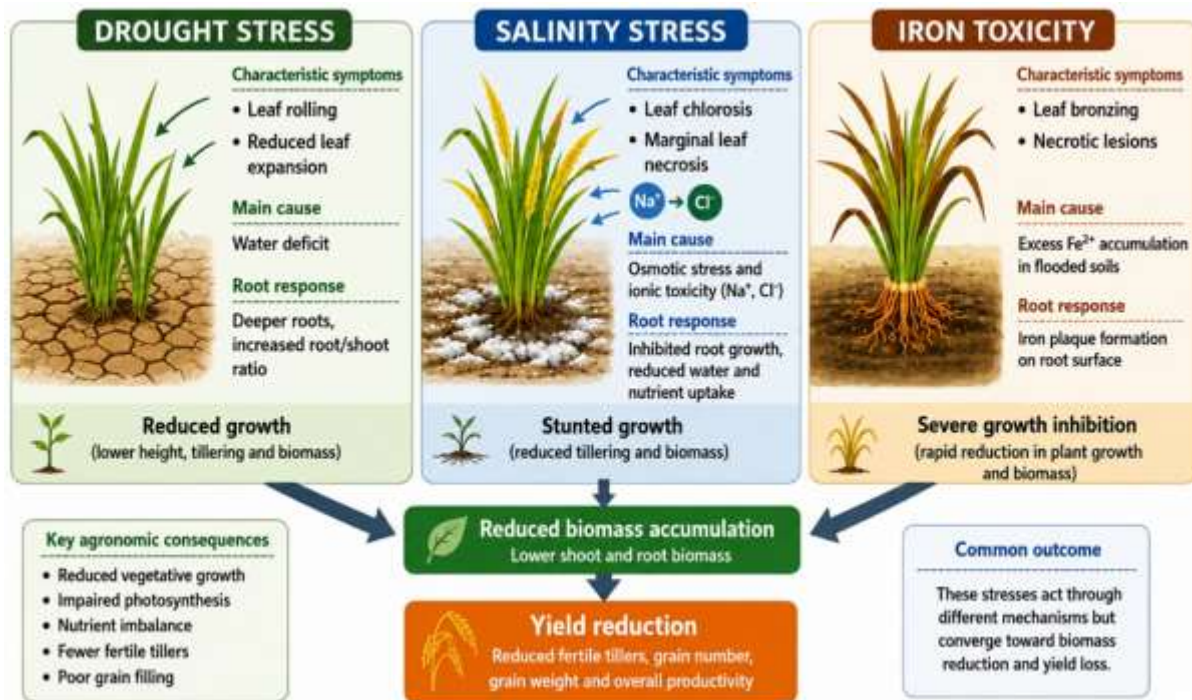 DROUGHT STRESS
Characteristic symptoms
• Leaf rolling
• Reduced leaf
expansion
Main cause
Water deficit
Root response
Deeper roots,
increased root/shoot
ratio
Reduced growth
(lower height, tillering and biomass)
SALINITY STRESS
Characteristic symptoms
• Leaf chlorosis
• Marginal leaf
necrosis
Na⁺ → Cl⁻
Main cause
Osmotic stress and
ionic toxicity (Na⁺, Cl⁻)
Root response
Inhibited root growth,
reduced water and
nutrient uptake
Stunted growth
(reduced tillering and biomass)
IRON TOXICITY
Characteristic symptoms
• Leaf bronzing
• Necrotic lesions
Main cause
Excess Fe²⁺ accumulation
in flooded soils
Root response
Iron plaque formation
on root surface
Severe growth inhibition
(rapid reduction in plant growth
and biomass)
Reduced biomass accumulation
Lower shoot and root biomass
Yield reduction
Reduced fertile tillers, grain number,
grain weight and overall productivity
Key agronomic consequences
• Reduced vegetative growth
• Impaired photosynthesis
• Nutrient imbalance
• Fewer fertile tillers
• Poor grain filling
Common outcome
These stresses act through
different mechanisms but
converge toward biomass
reduction and yield loss.